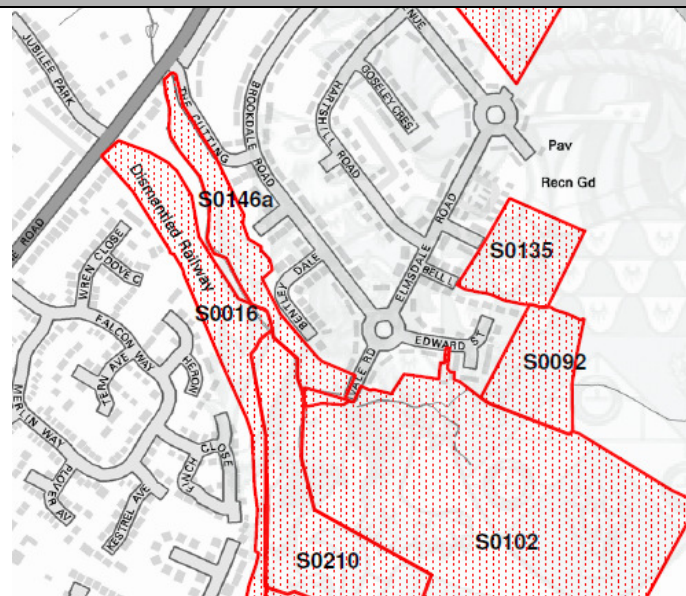 NUE
JUBILEE PARK
THE CUTTING
BROOKDALE ROAD
HARTSHILL ROAD
GOSELEY CRES
Pav
Recn Gd
S0146a
Dismantled Railway
ROAD
ELMSDALE ROAD
S0135
BELL
WREN CLOSE
DOVE C
S0016
BENTLEY DALE
FALCON WAY
EDWARD ST
HERON
TERN AVE
S0092
VALE RD
MERLIN WAY
FINCH CLOSE
PLOVER AV
KESTREL AVE
S0102
S0210